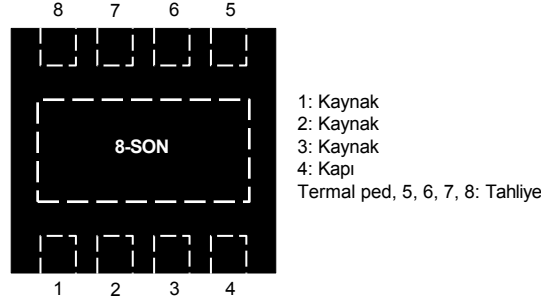 8 7 6 5
8-SON
1: Kaynak
2: Kaynak
3: Kaynak
4: Kapı
Termal ped, 5, 6, 7, 8: Tahliye
1 2 3 4